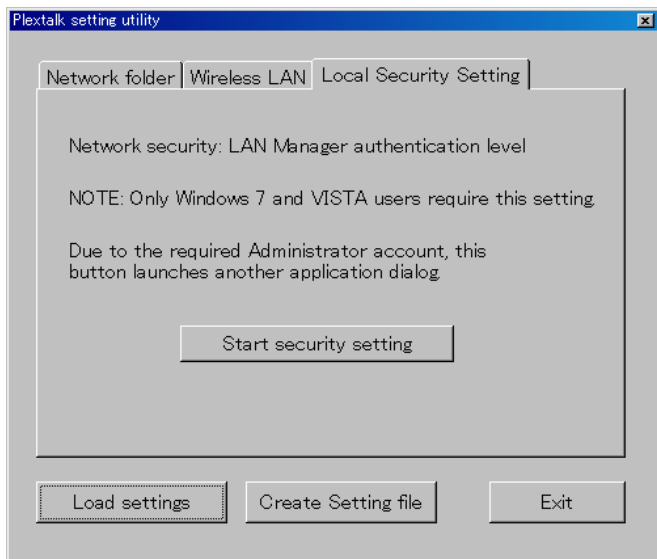 Plextalk setting utility
Network folder
Wireless LAN
Local Security Setting
Network security: LAN Manager authentication level
NOTE: Only Windows 7 and VISTA users require this setting.
Due to the required Administrator account, this
button launches another application dialog.
Start security setting
Load settings
Create Setting file
Exit